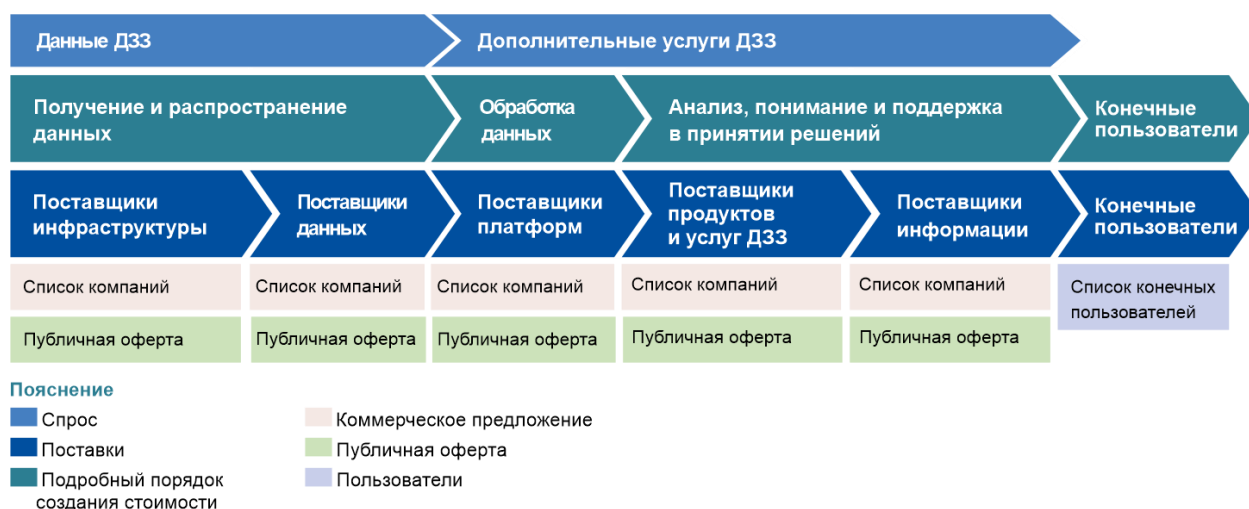 Данные ДЗЗ
Дополнительные услуги ДЗЗ
Получение и распространение
данных
Обработка
данных
Анализ, понимание и поддержка
в принятии решений
Конечные
пользователи
Поставщики
инфраструктуры
Поставщики
данных
Поставщики
платформ
Поставщики
продуктов
и услуг ДЗЗ
Поставщики
информации
Конечные
пользователи
Список компаний
Список компаний
Список компаний
Список компаний
Список компаний
Список конечных
пользователей
Публичная оферта
Публичная оферта
Публичная оферта
Публичная оферта
Публичная оферта
Пояснение
Спрос
Поставки
Подробный порядок
создания стоимости
Коммерческое предложение
Публичная оферта
Пользователи